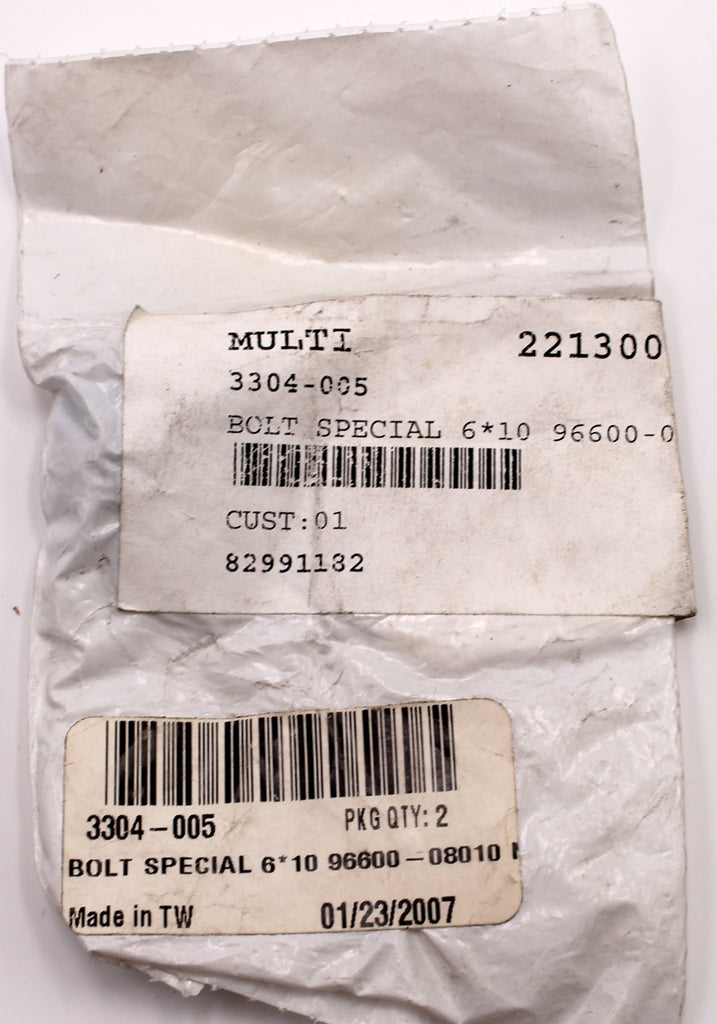 MULTI 221300
3304-005
BOLT SPECIAL 6*10 96600-0
CUST:01
82991182
3304-005 PKG QTY: 2
BOLT SPECIAL 6*10 96600-08010
Made in TW 01/23/2007